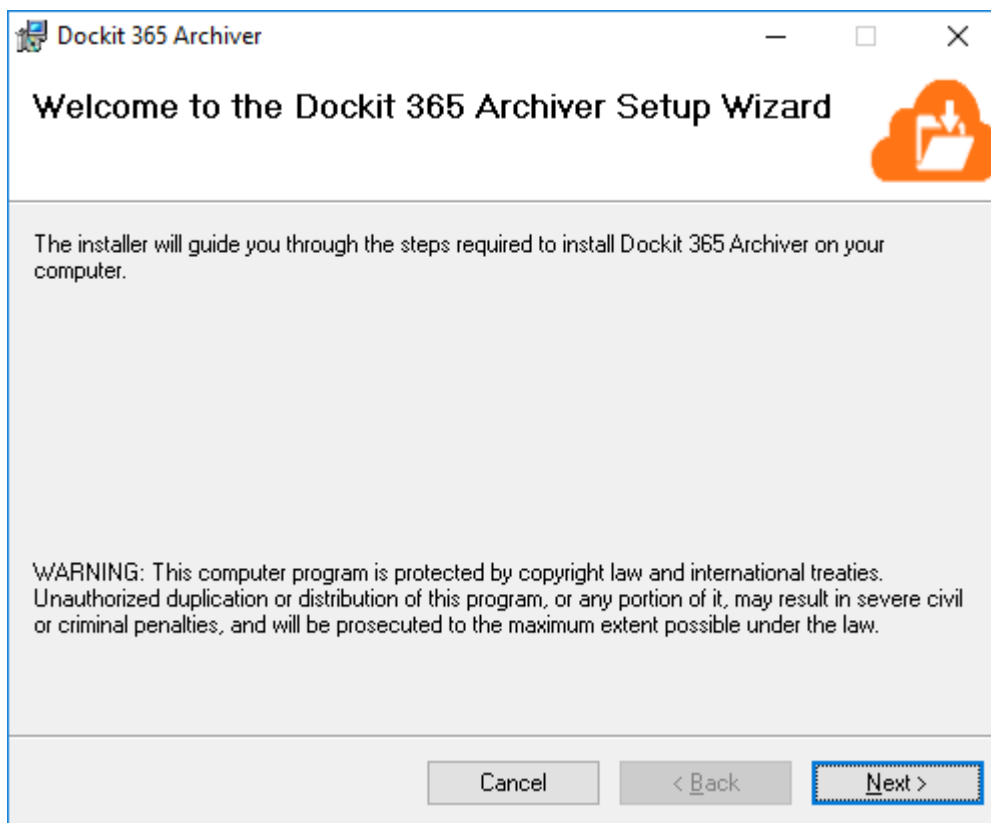 Dockit 365 Archiver
Welcome to the Dockit 365 Archiver Setup Wizard
The installer will guide you through the steps required to install Dockit 365 Archiver on your
computer.
WARNING: This computer program is protected by copyright law and international treaties.
Unauthorized duplication or distribution of this program, or any portion of it, may result in severe civil
or criminal penalties, and will be prosecuted to the maximum extent possible under the law.
Cancel
< Back
Next >